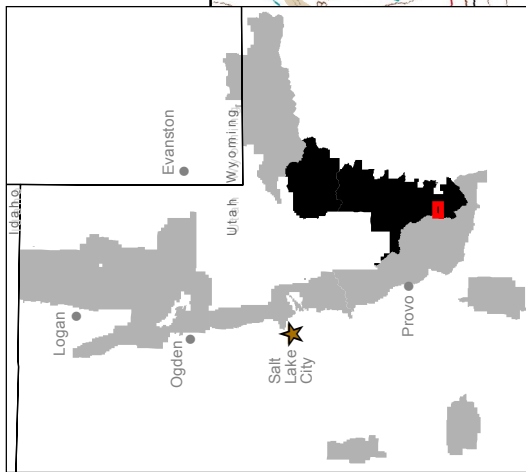 Idaho
Utah
Wyoming
Evanston
Logan
Ogden
Salt
Lake
City
Provo